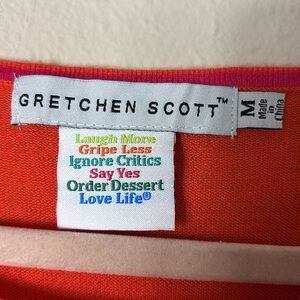 GRETCHEN SCOTT™
M
Made
in
China
Laugh More
Gripe Less
Ignore Critics
Say Yes
Order Dessert
Love Life®